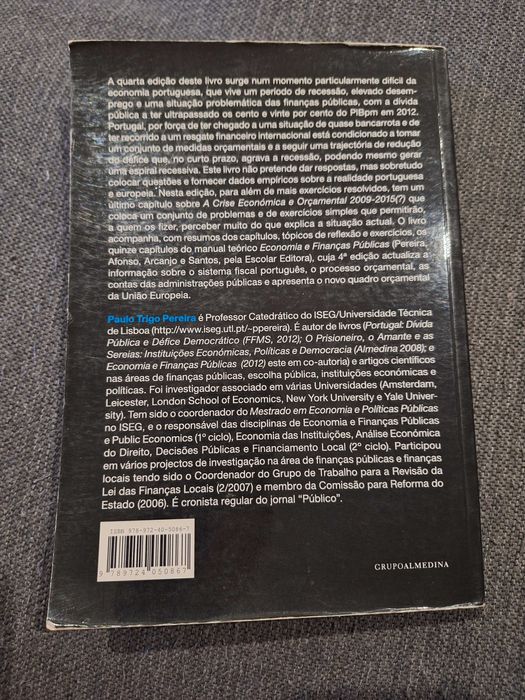 A quarta edição deste livro surge num momento particularmente difícil da
economia portuguesa, que vive um período de recessão, elevado desem-
prego e uma situação problemática das finanças públicas, com a dívida
pública a ter ultrapassado os cento e vinte por cento do PIBpm em 2012.
Portugal, por força de ter chegado a uma situação de quase bancarrota e de
ter recorrido a um resgate financeiro internacional está condicionado a tomar
um conjunto de medidas orçamentais e a seguir uma trajectória de redução
do défice que, no curto prazo, agrava a recessão, podendo mesmo gerar
uma espiral recessiva. Este livro não pretende dar respostas, mas sobretudo
colocar questões e fornecer dados empíricos sobre a realidade portuguesa
e europeia. Nesta edição, para além de mais exercícios resolvidos, tem um
último capítulo sobre A Crise Económica e Orçamental 2009-2015(?) que
coloca um conjunto de problemas e de exercícios simples que permitirão,
a quem os fizer, perceber muito do que explica a situação actual. O livro
acompanha, com resumos dos capítulos, tópicos de reflexão e exercícios, os
quinze capítulos do manual teórico Economia e Finanças Públicas (Pereira,
Afonso, Arcanjo e Santos, pela Escolar Editora), cuja 4ª edição actualiza a
informação sobre o sistema fiscal português, o processo orçamental, as
contas das administrações públicas e apresenta o novo quadro orçamental
da União Europeia.
Paulo Trigo Pereira é Professor Catedrático do ISEG/Universidade Técnica
de Lisboa (http://www.iseg.utl.pt/~ppereira). É autor de livros (Portugal: Dívida
Pública e Défice Democrático (FFMS, 2012); O Prisioneiro, o Amante e as
Sereias: Instituições Económicas, Políticas e Democracia (Almedina 2008); e
Economia e Finanças Públicas (2012) este em co-autoria) e artigos científicos
nas áreas de finanças públicas, escolha pública, instituições económicas e
políticas. Foi investigador associado em várias Universidades (Amsterdam,
Leicester, London School of Economics, New York University e Yale Univer-
sity). Tem sido o coordenador do Mestrado em Economia e Políticas Públicas
no ISEG, e o responsável das disciplinas de Economia e Finanças Públicas
e Public Economics (1º ciclo), Economia das Instituições, Análise Económica
do Direito, Decisões Públicas e Financiamento Local (2º ciclo). Participou
em vários projectos de investigação na área de finanças públicas e finanças
locais tendo sido o Coordenador do Grupo de Trabalho para a Revisão da
Lei das Finanças Locais (2/2007) e membro da Comissão para Reforma do
Estado (2006). É cronista regular do jornal “Público”.
ISBN 978-972-40-5086-7
9 789724 050867
GRUPOALMEDINA